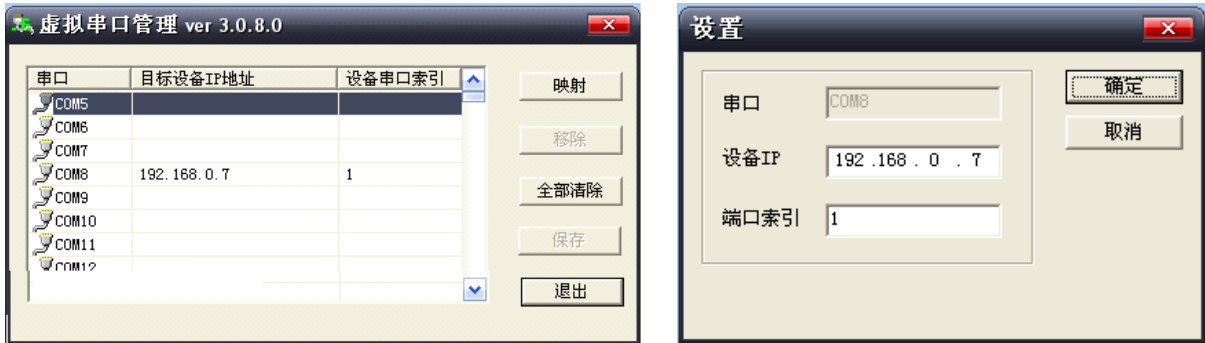 虚拟串口管理 ver 3.0.8.0
串口 目标设备IP地址 设备串口索引
COM5
COM6
COM7
COM8 192.168.0.7 1
COM9
COM10
COM11
COM12
映射
移除
全部清除
保存
退出
设置
串口 COM8
设备IP 192 .168 . 0 . 7
端口索引 1
确定
取消